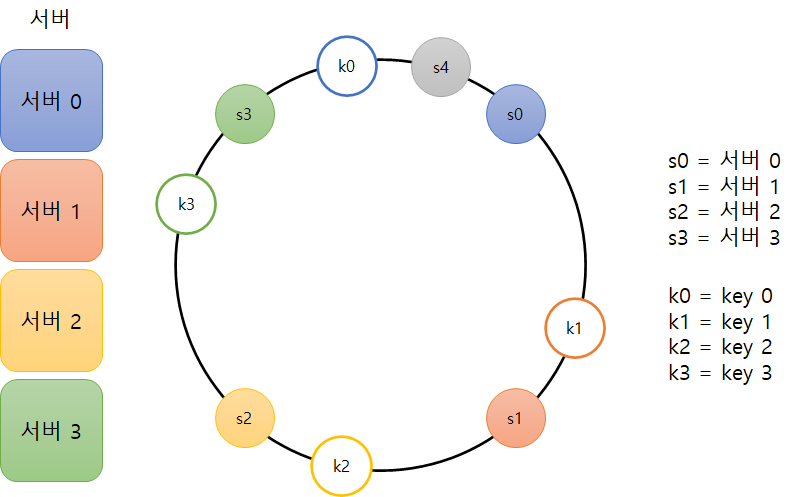 서버
서버 0
서버 1
서버 2
서버 3
k0
s4
s3
s0
k3
k1
s2
s1
k2
s0 = 서버 0
s1 = 서버 1
s2 = 서버 2
s3 = 서버 3
k0 = key 0
k1 = key 1
k2 = key 2
k3 = key 3